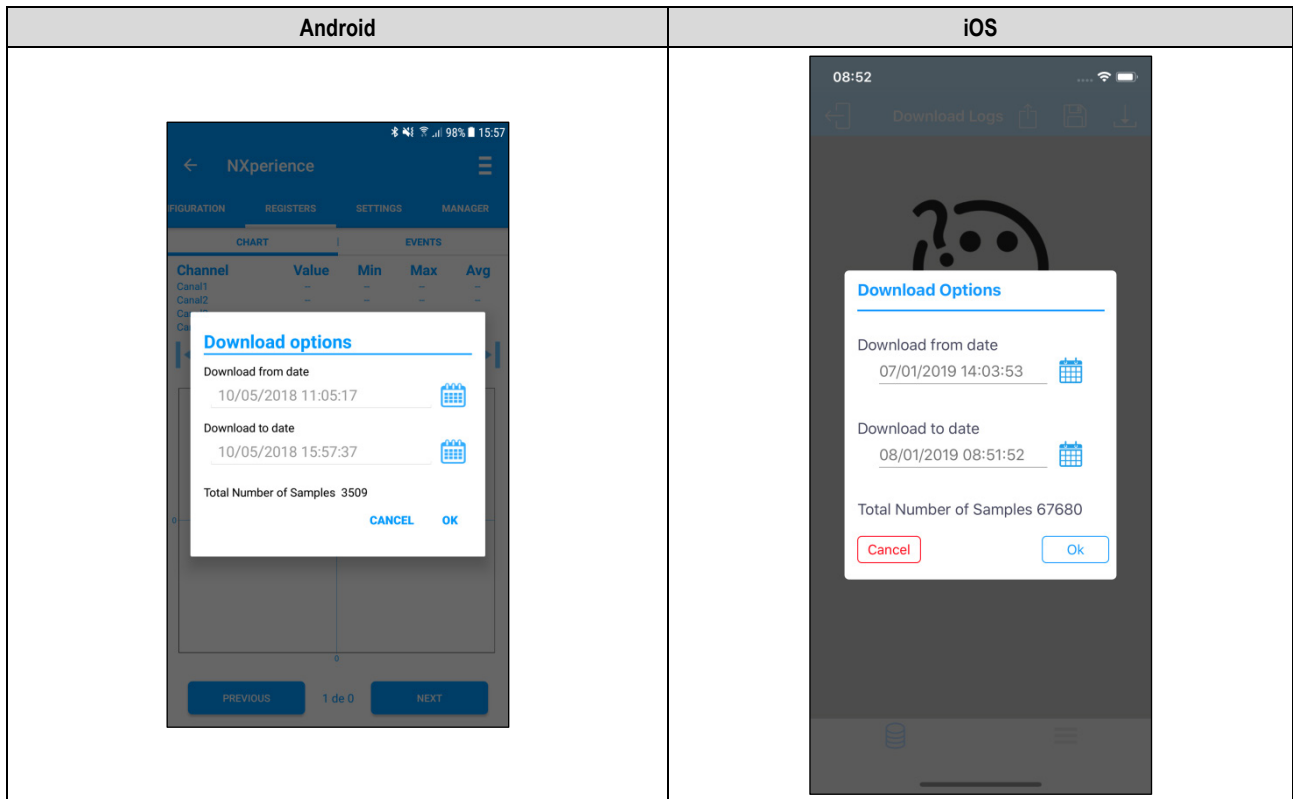 Android
iOS
98% 15:57
NXperience
FIGURATION REGISTERS SETTINGS MANAGER
CHART | EVENTS
Channel Value Min Max Avg
Canal1 -- -- -- --
Canal2 -- -- -- --
Ca
Ca
Download options
Download from date
10/05/2018 11:05:17
Download to date
10/05/2018 15:57:37
Total Number of Samples 3509
CANCEL OK
0
0
PREVIOUS 1 de 0 NEXT
08:52
Download Logs
Download Options
Download from date
07/01/2019 14:03:53
Download to date
08/01/2019 08:51:52
Total Number of Samples 67680
Cancel Ok